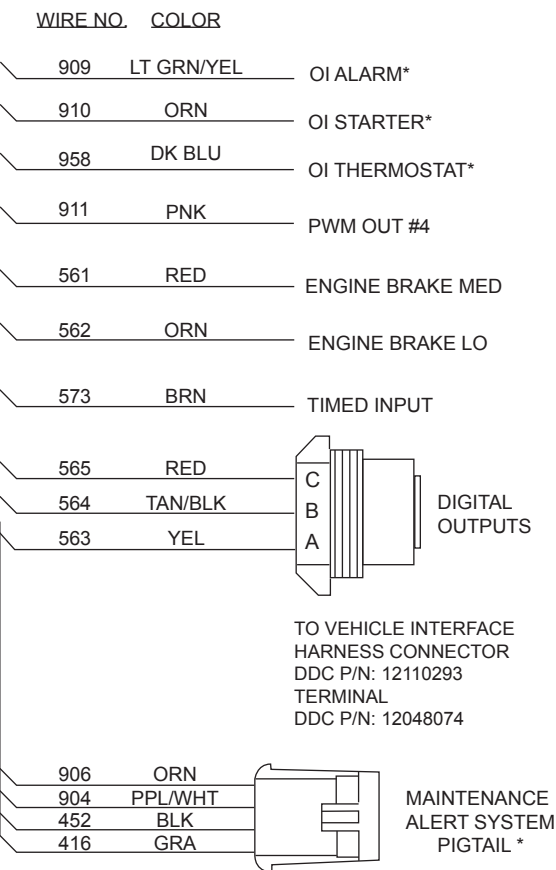 WIRE NO. COLOR
909 LT GRN/YEL OI ALARM*
910 ORN OI STARTER*
958 DK BLU OI THERMOSTAT*
911 PNK PWM OUT #4
561 RED ENGINE BRAKE MED
562 ORN ENGINE BRAKE LO
573 BRN TIMED INPUT
565 RED C
564 TAN/BLK B
563 YEL A
DIGITAL
OUTPUTS
TO VEHICLE INTERFACE
HARNESS CONNECTOR
DDC P/N: 12110293
TERMINAL
DDC P/N: 12048074
906 ORN
904 PPL/WHT
452 BLK
416 GRA
MAINTENANCE
ALERT SYSTEM
PIGTAIL *